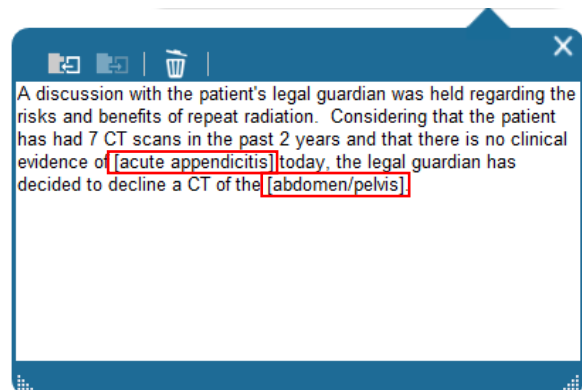 A discussion with the patient's legal guardian was held regarding the
risks and benefits of repeat radiation.  Considering that the patient
has had 7 CT scans in the past 2 years and that there is no clinical
evidence of [acute appendicitis] today, the legal guardian has
decided to decline a CT of the [abdomen/pelvis].